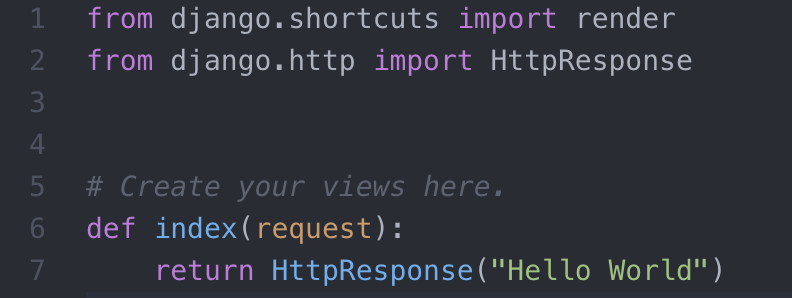 1 from django.shortcuts import render
2 from django.http import HttpResponse
3
4
5 # Create your views here.
6 def index(request):
7     return HttpResponse("Hello World")